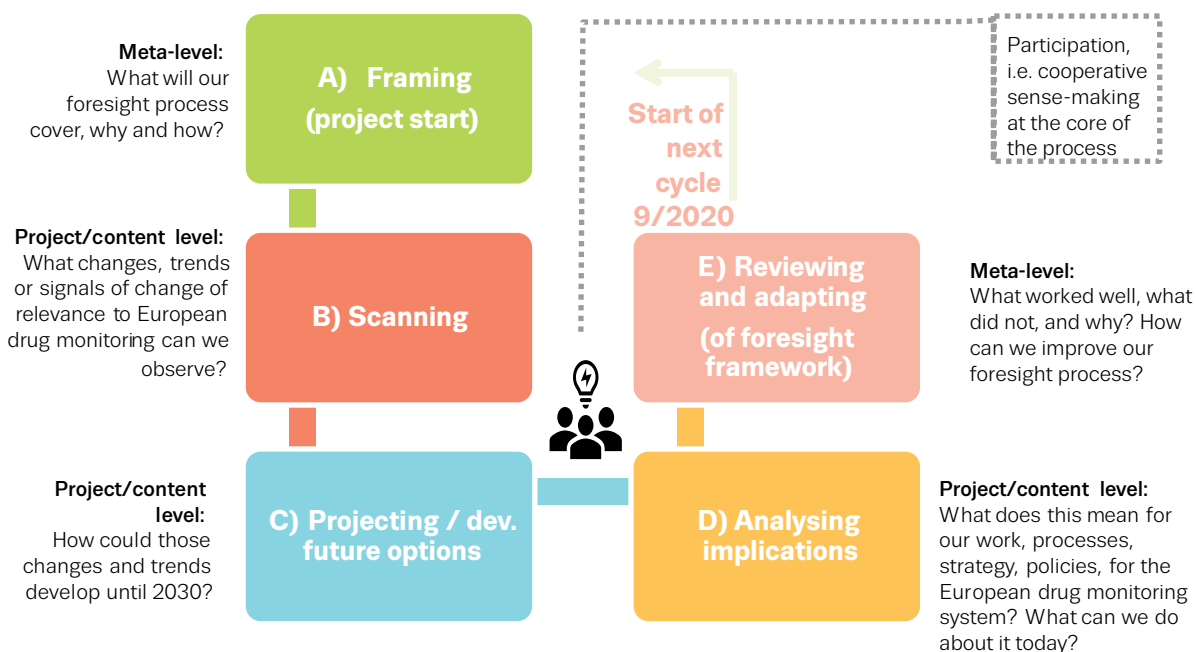 Meta-level:
What will our
foresight process
cover, why and how?
A) Framing
(project start)
Participation,
i.e. cooperative
sense-making
at the core of
the process
Start of
next
cycle
9/2020
Project/content level:
What changes, trends
or signals of change of
relevance to European
drug monitoring can we
observe?
B) Scanning
E) Reviewing
and adapting
(of foresight
framework)
Meta-level:
What worked well, what
did not, and why? How
can we improve our
foresight process?
Project/content
level:
How could those
changes and trends
develop until 2030?
C) Projecting / dev.
future options
D) Analysing
implications
Project/content level:
What does this mean for
our work, processes,
strategy, policies, for the
European drug monitoring
system? What can we do
about it today?